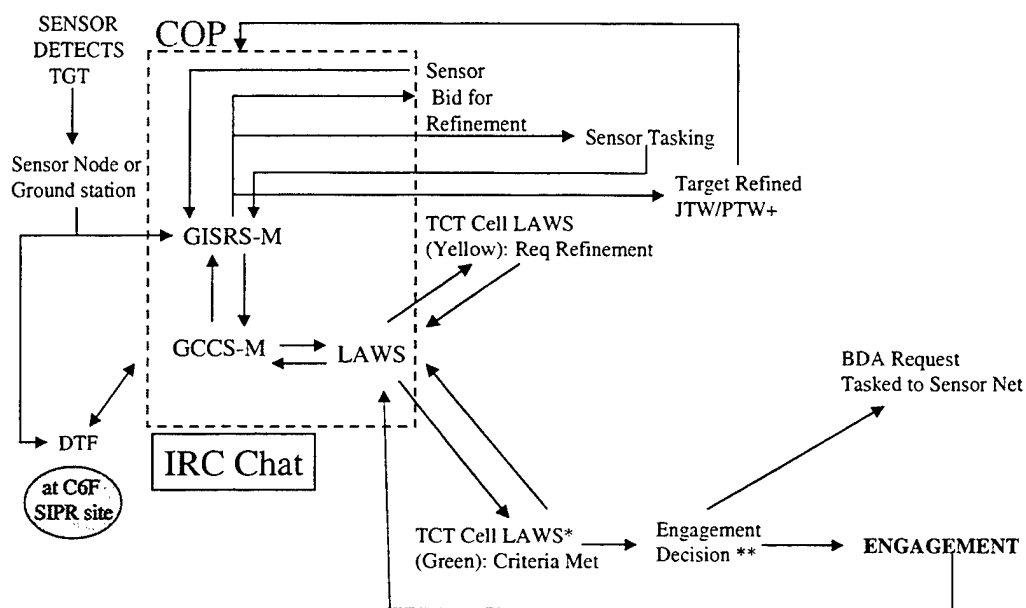 SENSOR
DETECTS
TGT
COP
Sensor
Bid for
Refinement
Sensor Tasking
Sensor Node or
Ground station
Target Refined
JTW/PTW+
TCT Cell LAWS
(Yellow): Req Refinement
GISRS-M
GCCS-M
LAWS
BDA Request
Tasked to Sensor Net
DTF
IRC Chat
at C6F
SIPR site
TCT Cell LAWS*
(Green): Criteria Met
Engagement
Decision **
ENGAGEMENT